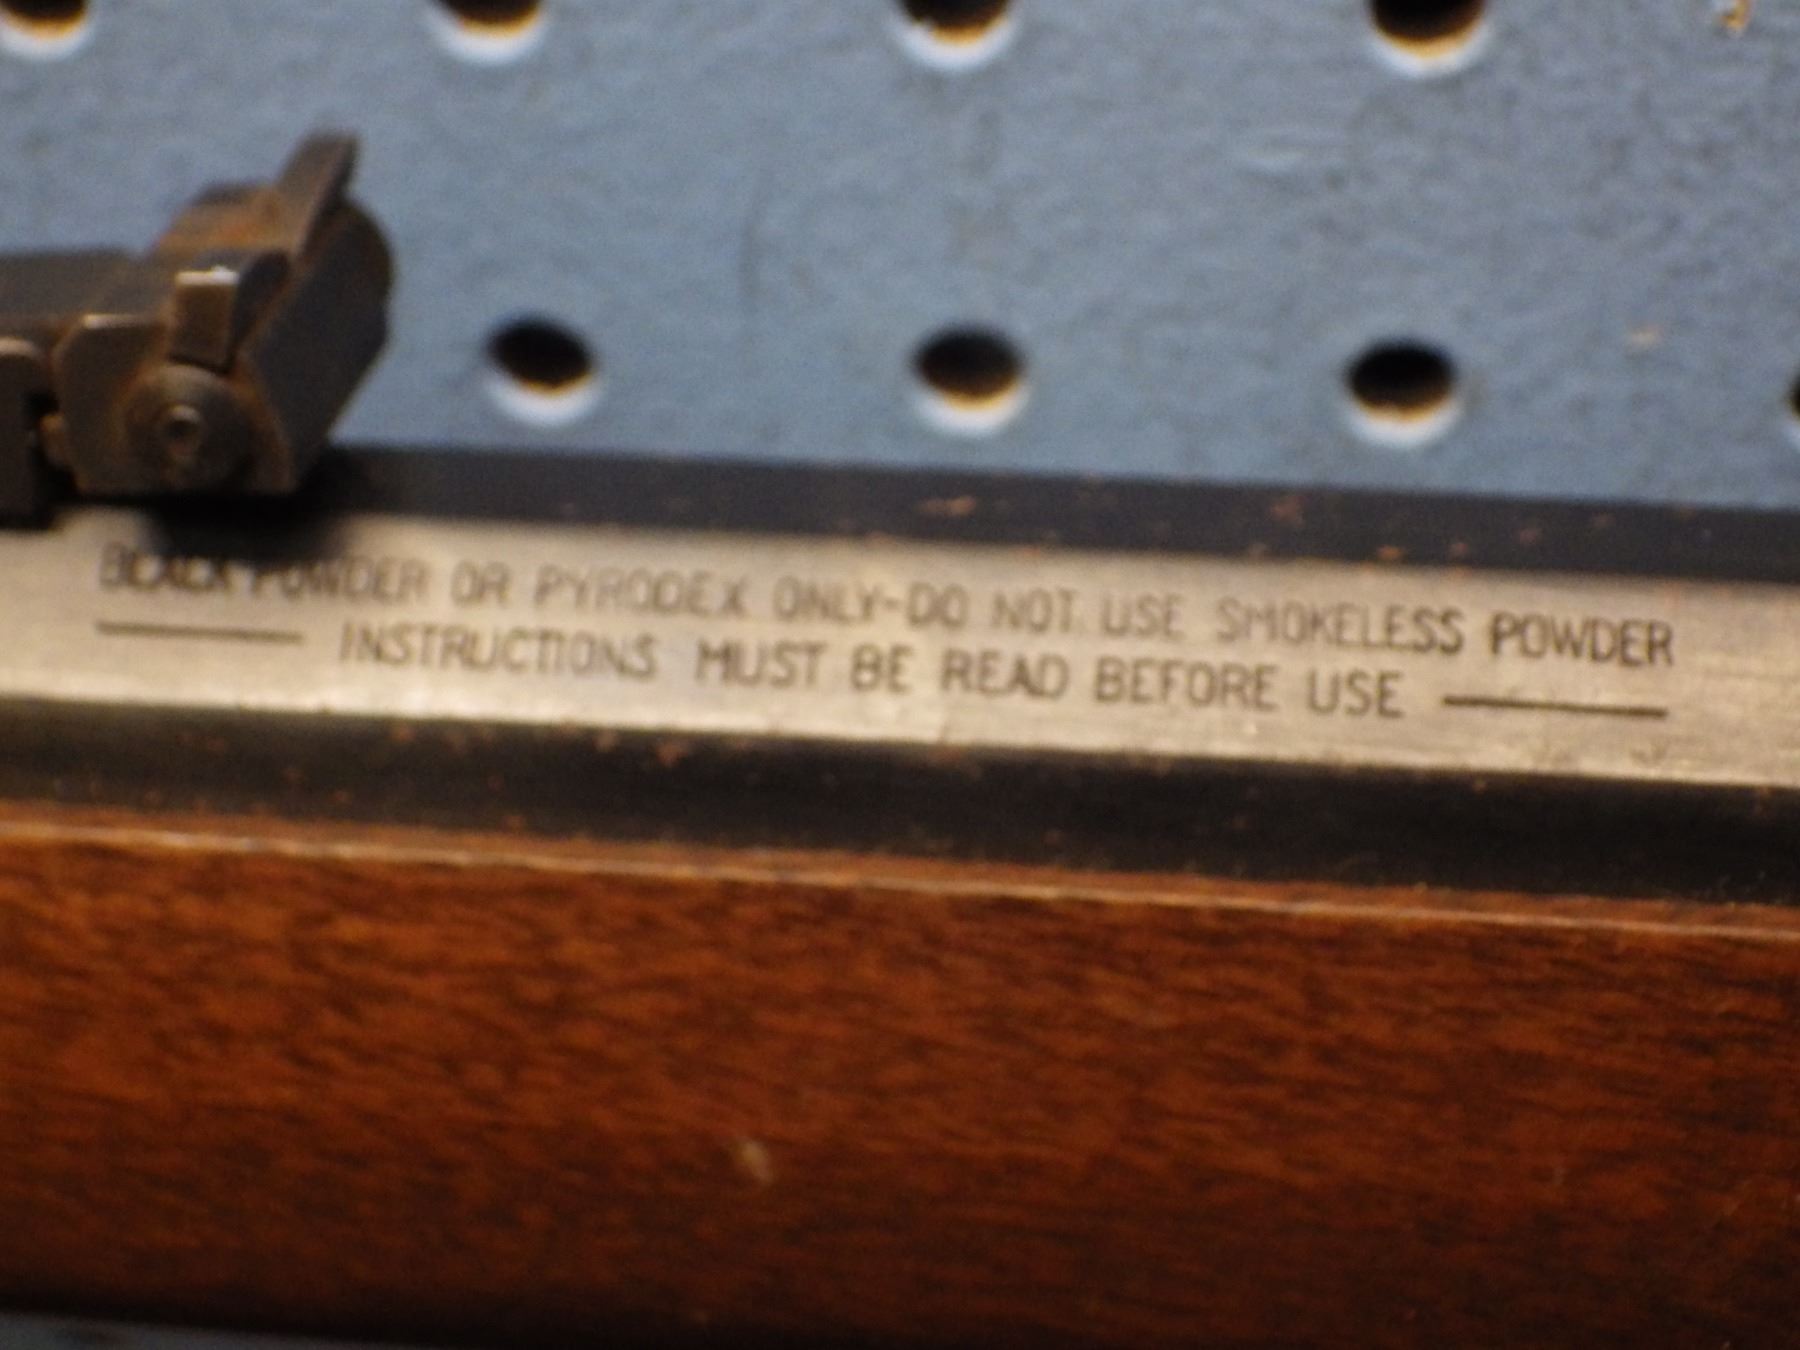 BLACK POWDER OR PYRODEX ONLY-DO NOT USE SMOKELESS POWDER
INSTRUCTIONS MUST BE READ BEFORE USE